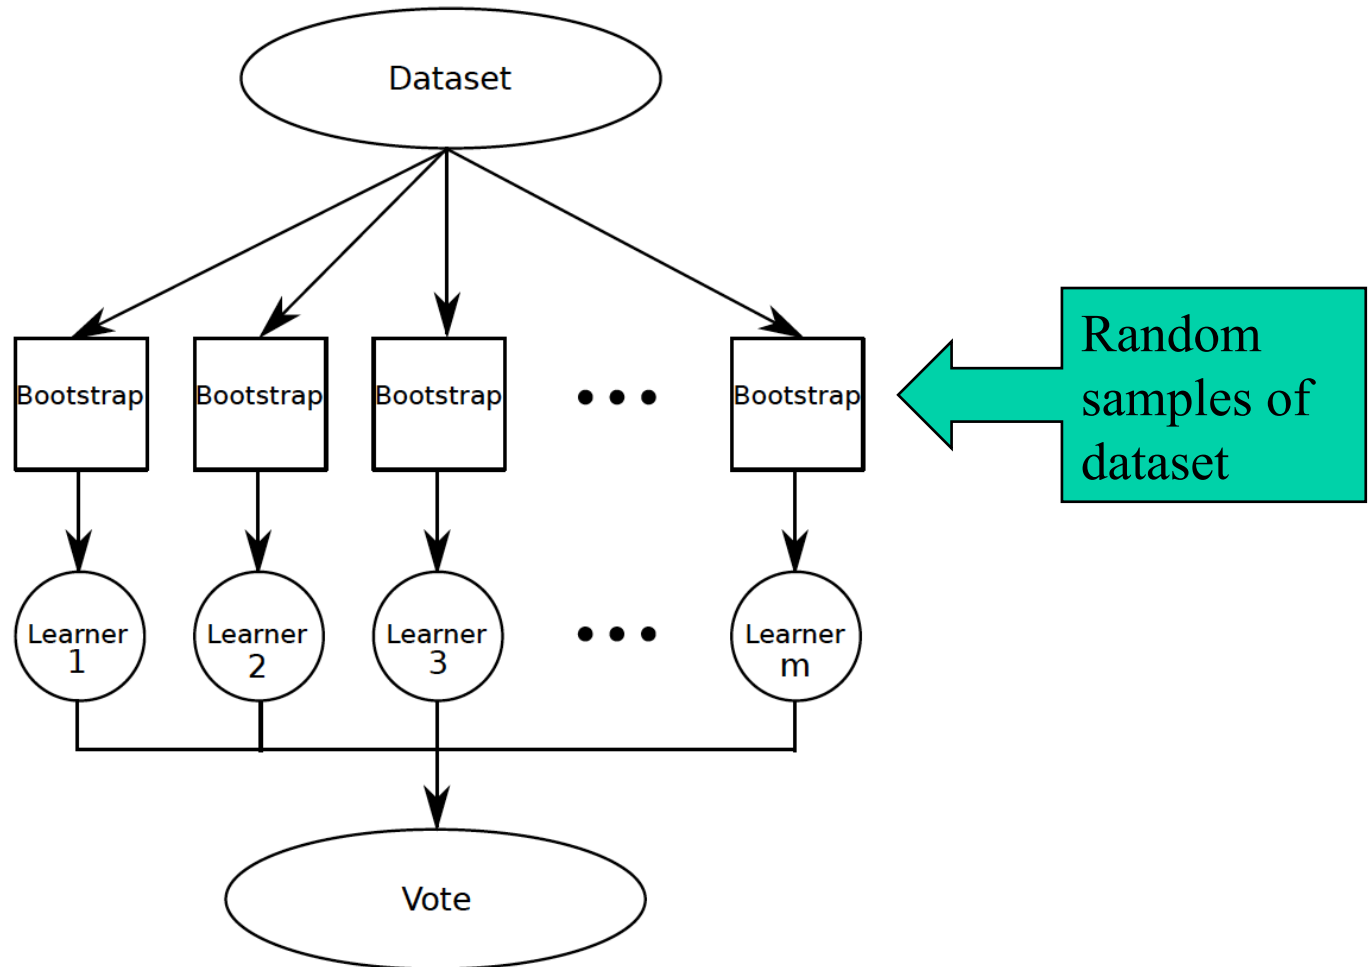 Dataset
Bootstrap
Bootstrap
Bootstrap
Bootstrap
Random
samples of
dataset
Learner
1
Learner
2
Learner
3
Learner
m
Vote